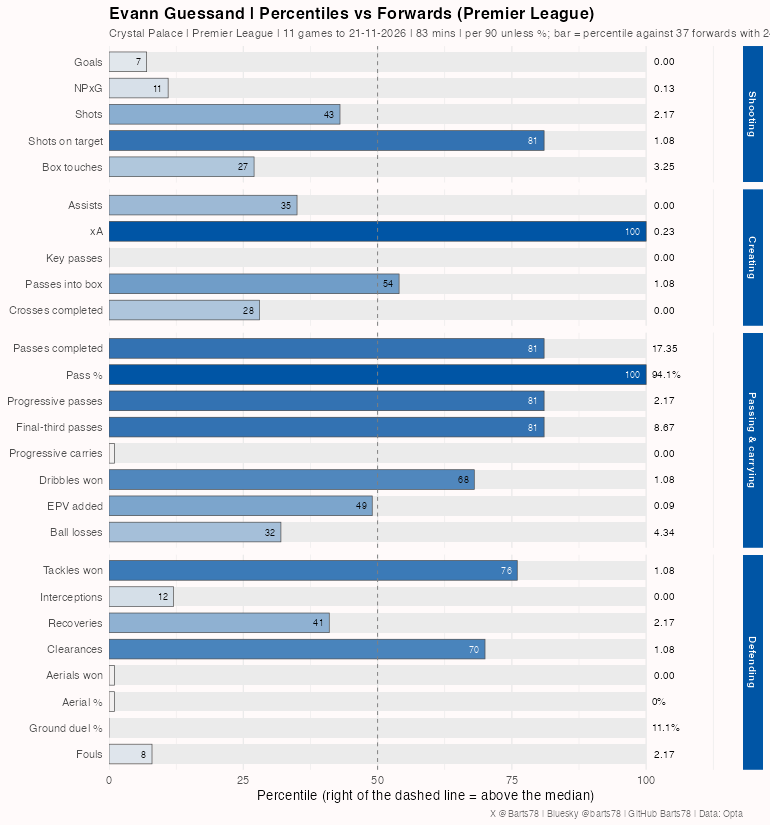 Evann Guessand | Percentiles vs Forwards (Premier League)
Crystal Palace | Premier League | 11 games to 21-11-2026 | 83 mins | per 90 unless %; bar = percentile against 37 forwards with
Goals 7 0.00
NPxG 11 0.13
Shots 43 2.17
Shots on target 81 1.08
Box touches 27 3.25
Shooting
Assists 35 0.00
xA 100 0.23
Key passes 0.00
Passes into box 54 1.08
Crosses completed 28 0.00
Creating
Passes completed 81 17.35
Pass % 100 94.1%
Progressive passes 81 2.17
Final-third passes 81 8.67
Progressive carries 0.00
Dribbles won 68 1.08
EPV added 49 0.09
Ball losses 32 4.34
Passing & carrying
Tackles won 76 1.08
Interceptions 12 0.00
Recoveries 41 2.17
Clearances 70 1.08
Aerials won 0.00
Aerial % 0%
Ground duel % 11.1%
Fouls 8 2.17
Defending
0 25 50 75 100
Percentile (right of the dashed line = above the median)
X @Barts78 | Bluesky @barts78 | GitHub Barts78 | Data: Opta